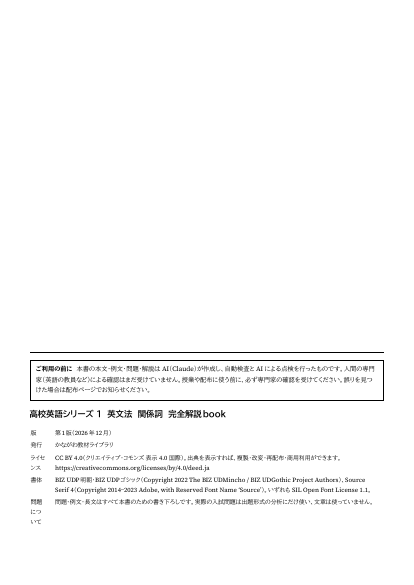 ご利用の前に 本書の本文・例文・問題・解説は AI（Claude）が作成し、自動検査と AI による点検を行ったものです。人間の専門
家（英語の教員など）による確認はまだ受けていません。授業や配布に使う前に、必ず専門家の確認を受けてください。誤りを見つ
けた場合は配布ページでお知らせください。
高校英語シリーズ 1 英文法 関係詞 完全解説book
版 第1版（2026年12月）
発行 かながわ教材ライブラリ
ライセ CC BY 4.0（クリエイティブ・コモンズ 表示 4.0 国際）。出典を表示すれば、複製・改変・再配布・商用利用ができます。
ンス https://creativecommons.org/licenses/by/4.0/deed.ja
書体 BIZ UDP明朝・BIZ UDPゴシック（Copyright 2022 The BIZ UDMincho / BIZ UDGothic Project Authors）、Source
Serif 4（Copyright 2014–2023 Adobe, with Reserved Font Name 'Source'）。いずれも SIL Open Font License 1.1。
問題 問題・例文・長文はすべて本書のための書き下ろしです。実際の入試問題は出題形式の分析にだけ使い、文章は使っていません。
につ
いて